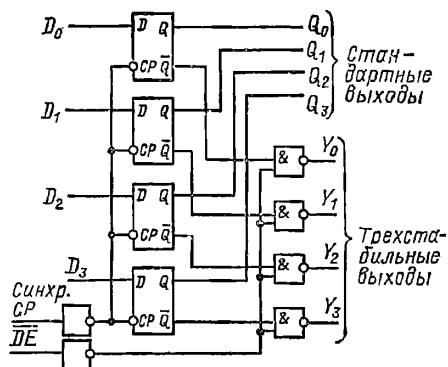 D₀ D Q Q₀
CP Q̅
Q₁ Стан-
дартные
Q₂ выходы
Q₃
D₁ D Q
CP Q̅
& Y₀
D₂ D Q
CP Q̅
& Y₁
& Y₂ Трехста-
бильные
выходы
D₃ D Q
CP Q̅
& Y₃
Синхр.
CP
D̅E̅